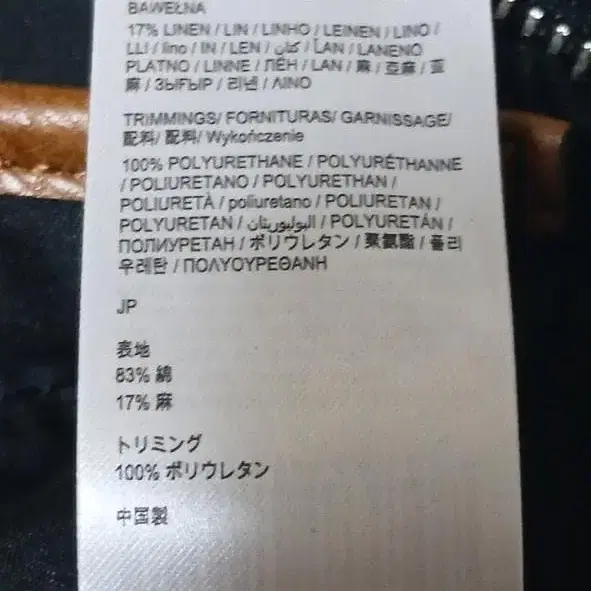 BAWEŁNA
17% LINEN / LIN / LINHO / LEINEN / LINO /
LLI / lino / IN / LEN / كتان / LAN / LANENO
PLATNO / LINNE / ЛЁН / LAN / 麻 / 亚麻 / 亚
麻 / ЗЫҒЫР / 리넨 / ΛΙΝΟ
TRIMMINGS/ FORNITURAS/ GARNISSAGE/
配料/ 配料/ Wykończenie
100% POLYURETHANE / POLYURÉTHANNE
/ POLIURETANO / POLYURETHAN /
POLIURETÀ / poliuretano / POLIURETAN /
POLYURETAN / البوليوريثان / POLYURETÁN /
ПОЛИУРЕТАН / ポリウレタン / 聚氨酯 / 폴리
우레탄 / ΠΟΛΥΟΥΡΕΘΑΝΗ
JP
表地
83% 綿
17% 麻
トリミング
100% ポリウレタン
中国製